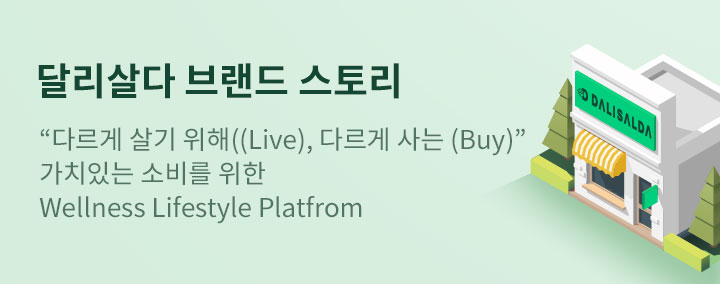 달리살다 브랜드 스토리
“다르게 살기 위해((Live), 다르게 사는 (Buy)”
가치있는 소비를 위한
Wellness Lifestyle Platfrom
DALISALDA